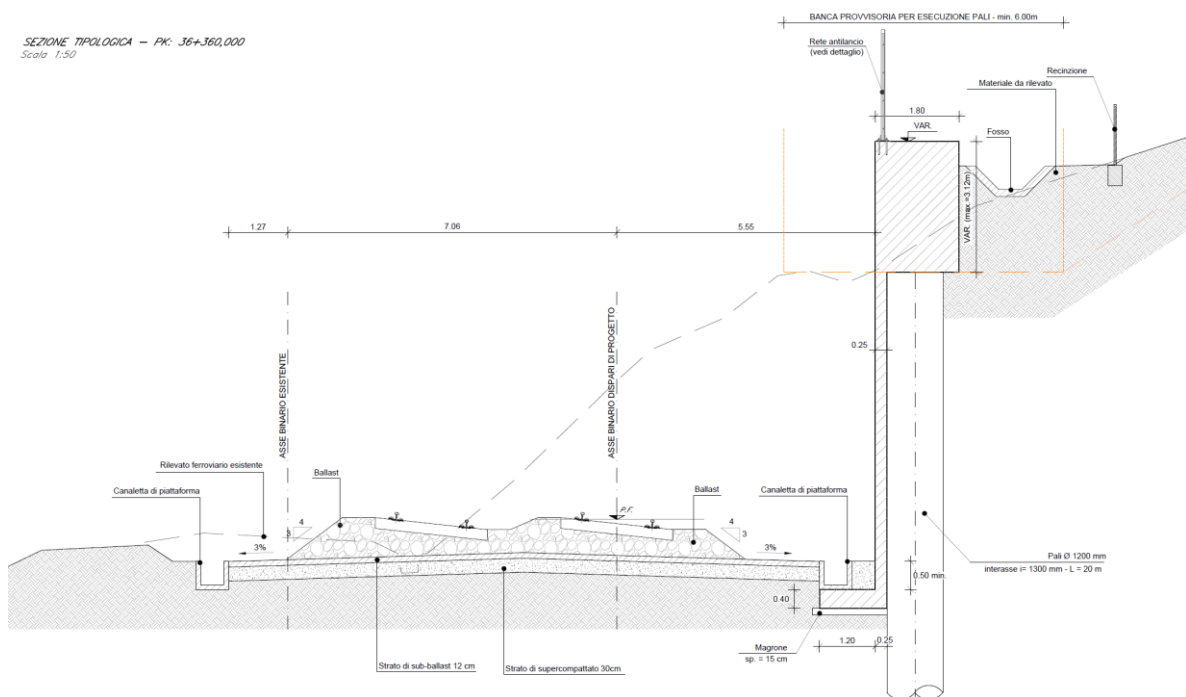 SEZIONE TIPOLOGICA - PK: 36+360,000
Scala 1:50
BANCA PROVVISORIA PER ESECUZIONE PALI - min. 6.00m
Rete antilancio
(vedi dettaglio)
Recinzione
Materiale da rilevato
1.80
VAR.
Fosso
VAR. (max.=3.12m)
1.27
7.06
5.55
0.25
ASSE BINARIO ESISTENTE
ASSE BINARIO DISPARI DI PROGETTO
Rilevato ferroviario esistente
Canaletta di piattaforma
Ballast
Ballast
Canaletta di piattaforma
P.F.
4
3
4
3
3%
3%
Pali Ø 1200 mm
interasse i= 1300 mm - L = 20 m
0.50 min.
0.40
1.20
0.25
Magrone
sp. = 15 cm
Strato di sub-ballast 12 cm
Strato di supercompattato 30cm